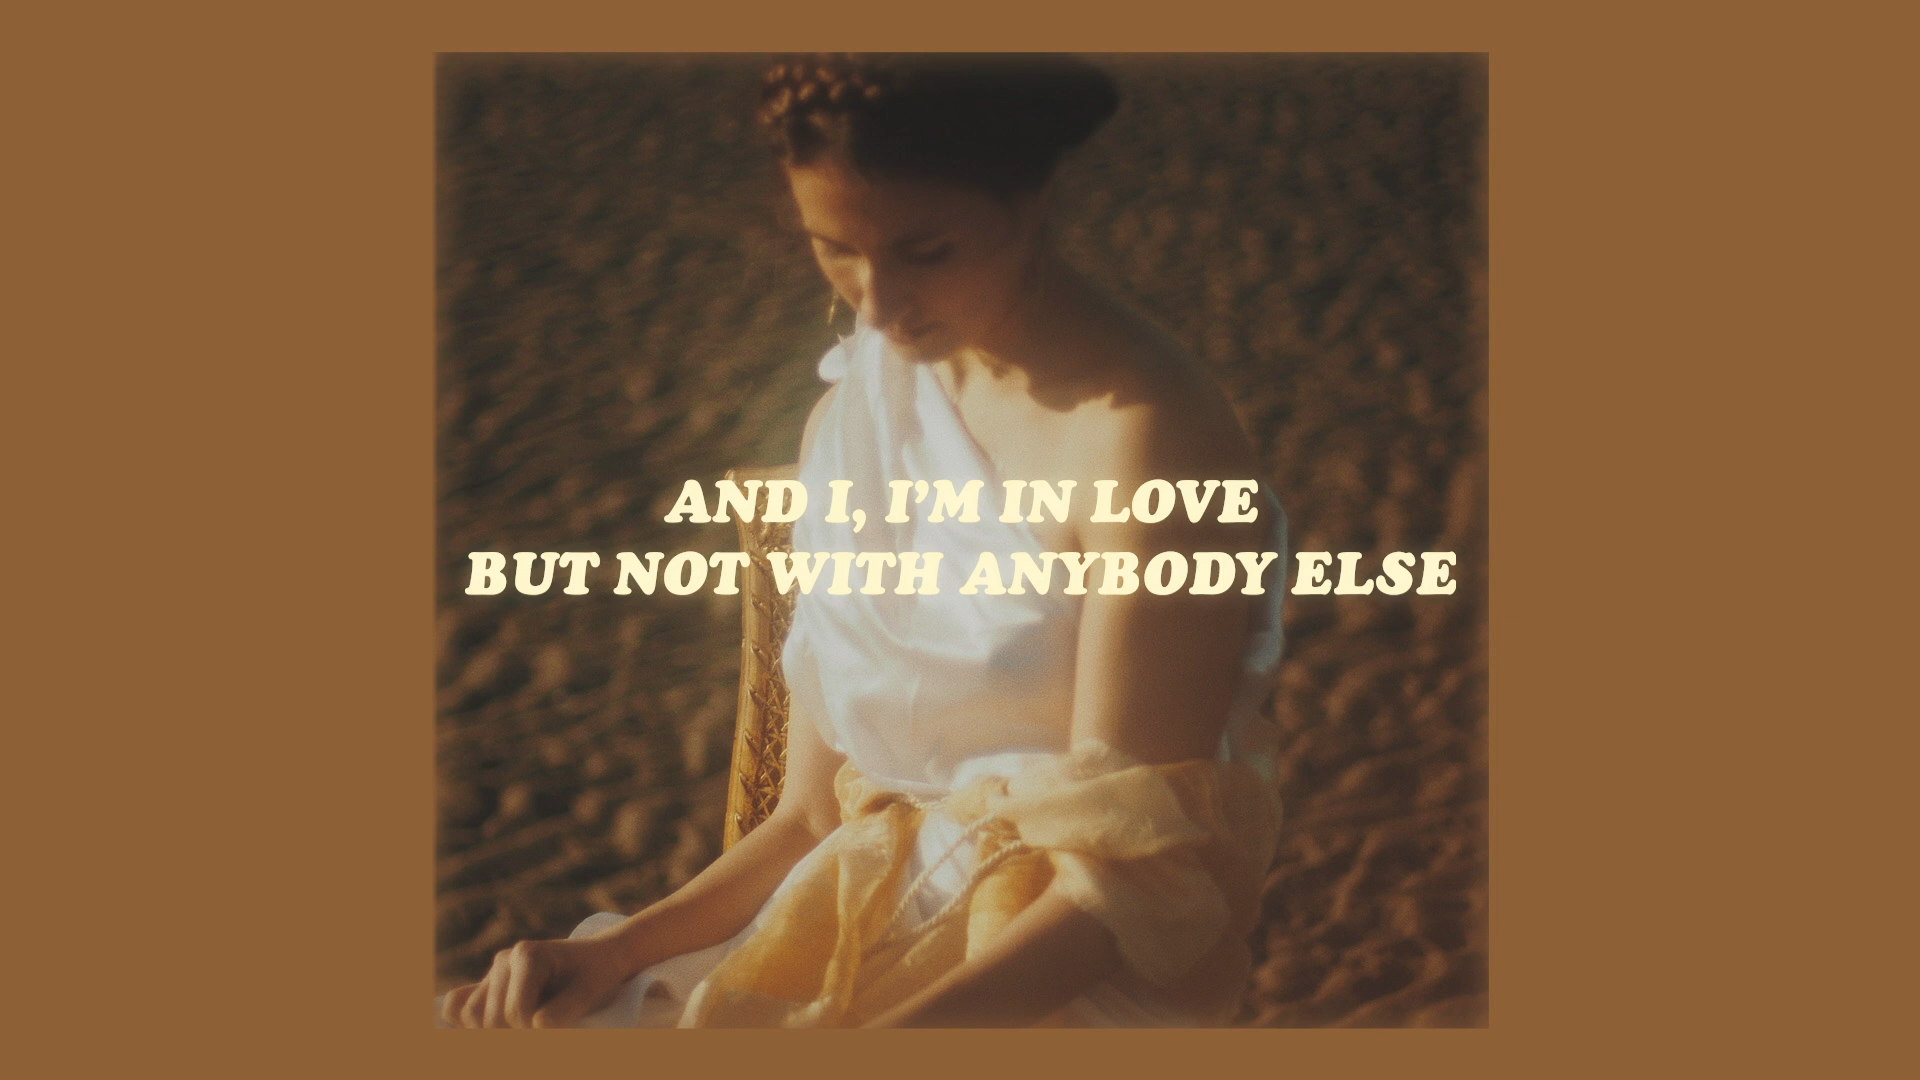 AND I, I’M IN LOVE
BUT NOT WITH ANYBODY ELSE